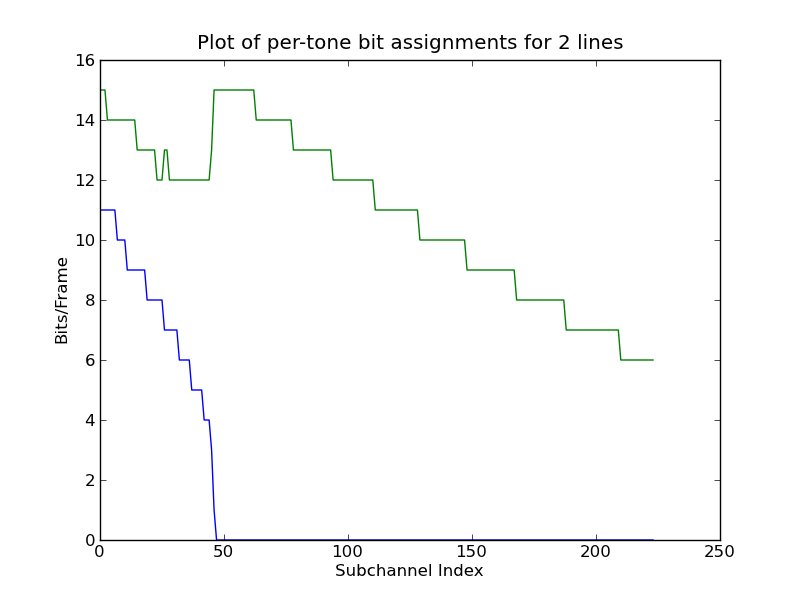 Plot of per-tone bit assignments for 2 lines
16
14
12
10
8
6
4
2
0
Bits/Frame
0 50 100 150 200 250
Subchannel Index